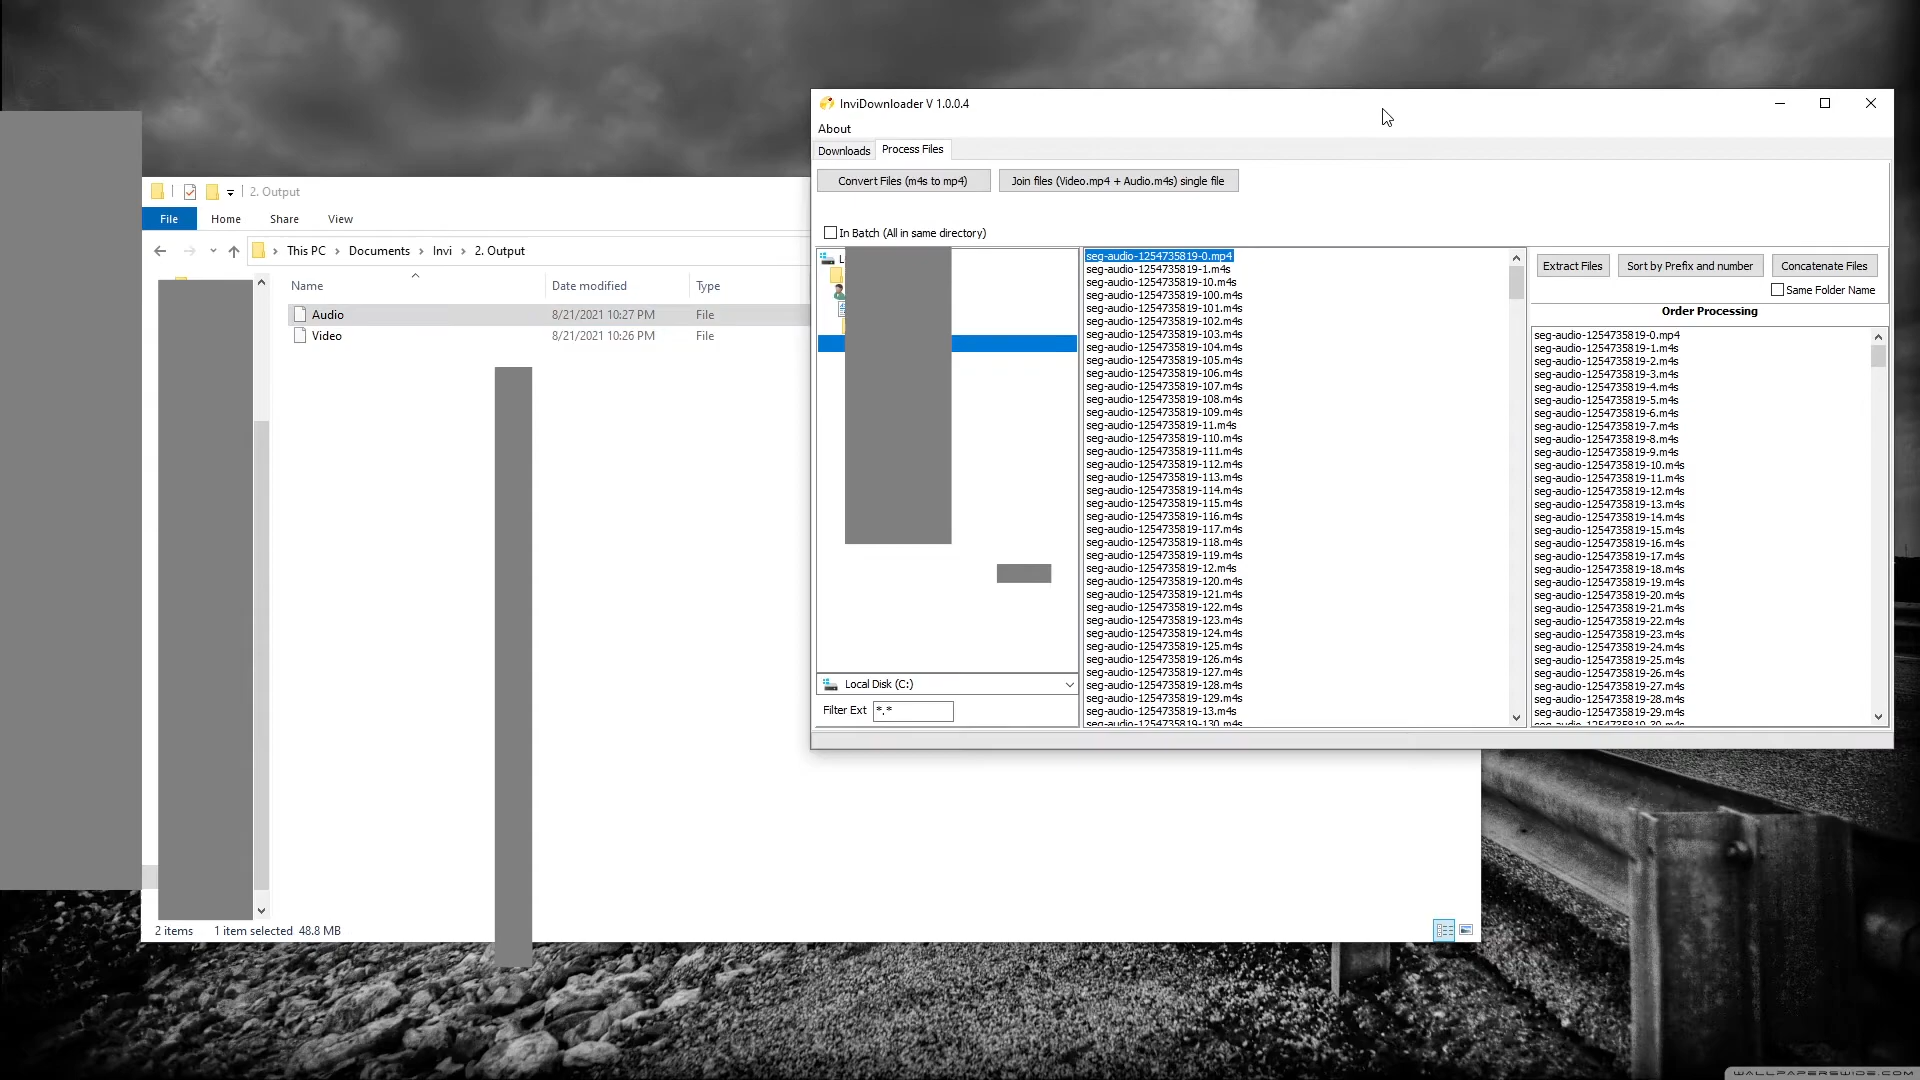 InviDownloader V 1.0.0.4
About
Downloads
Process Files
Convert Files (m4s to mp4)
Join files (Video.mp4 + Audio.m4s) single file
In Batch (All in same directory)
2. Output
File
Home
Share
View
This PC
Documents
Invi
2. Output
Name
Date modified
Type
Audio
8/21/2021 10:27 PM
File
Video
8/21/2021 10:26 PM
File
2 items
1 item selected 48.8 MB
L
Local Disk (C:)
Filter Ext
*.*
seg-audio-1254735819-0.mp4
seg-audio-1254735819-1.m4s
seg-audio-1254735819-10.m4s
seg-audio-1254735819-100.m4s
seg-audio-1254735819-101.m4s
seg-audio-1254735819-102.m4s
seg-audio-1254735819-103.m4s
seg-audio-1254735819-104.m4s
seg-audio-1254735819-105.m4s
seg-audio-1254735819-106.m4s
seg-audio-1254735819-107.m4s
seg-audio-1254735819-108.m4s
seg-audio-1254735819-109.m4s
seg-audio-1254735819-11.m4s
seg-audio-1254735819-110.m4s
seg-audio-1254735819-111.m4s
seg-audio-1254735819-112.m4s
seg-audio-1254735819-113.m4s
seg-audio-1254735819-114.m4s
seg-audio-1254735819-115.m4s
seg-audio-1254735819-116.m4s
seg-audio-1254735819-117.m4s
seg-audio-1254735819-118.m4s
seg-audio-1254735819-119.m4s
seg-audio-1254735819-12.m4s
seg-audio-1254735819-120.m4s
seg-audio-1254735819-121.m4s
seg-audio-1254735819-122.m4s
seg-audio-1254735819-123.m4s
seg-audio-1254735819-124.m4s
seg-audio-1254735819-125.m4s
seg-audio-1254735819-126.m4s
seg-audio-1254735819-127.m4s
seg-audio-1254735819-128.m4s
seg-audio-1254735819-129.m4s
seg-audio-1254735819-13.m4s
seg-audio-1254735819-130.m4s
Extract Files
Sort by Prefix and number
Concatenate Files
Same Folder Name
Order Processing
seg-audio-1254735819-0.mp4
seg-audio-1254735819-1.m4s
seg-audio-1254735819-2.m4s
seg-audio-1254735819-3.m4s
seg-audio-1254735819-4.m4s
seg-audio-1254735819-5.m4s
seg-audio-1254735819-6.m4s
seg-audio-1254735819-7.m4s
seg-audio-1254735819-8.m4s
seg-audio-1254735819-9.m4s
seg-audio-1254735819-10.m4s
seg-audio-1254735819-11.m4s
seg-audio-1254735819-12.m4s
seg-audio-1254735819-13.m4s
seg-audio-1254735819-14.m4s
seg-audio-1254735819-15.m4s
seg-audio-1254735819-16.m4s
seg-audio-1254735819-17.m4s
seg-audio-1254735819-18.m4s
seg-audio-1254735819-19.m4s
seg-audio-1254735819-20.m4s
seg-audio-1254735819-21.m4s
seg-audio-1254735819-22.m4s
seg-audio-1254735819-23.m4s
seg-audio-1254735819-24.m4s
seg-audio-1254735819-25.m4s
seg-audio-1254735819-26.m4s
seg-audio-1254735819-27.m4s
seg-audio-1254735819-28.m4s
seg-audio-1254735819-29.m4s
seg-audio-1254735819-30.m4s
WALLPAPERSWIDE.COM